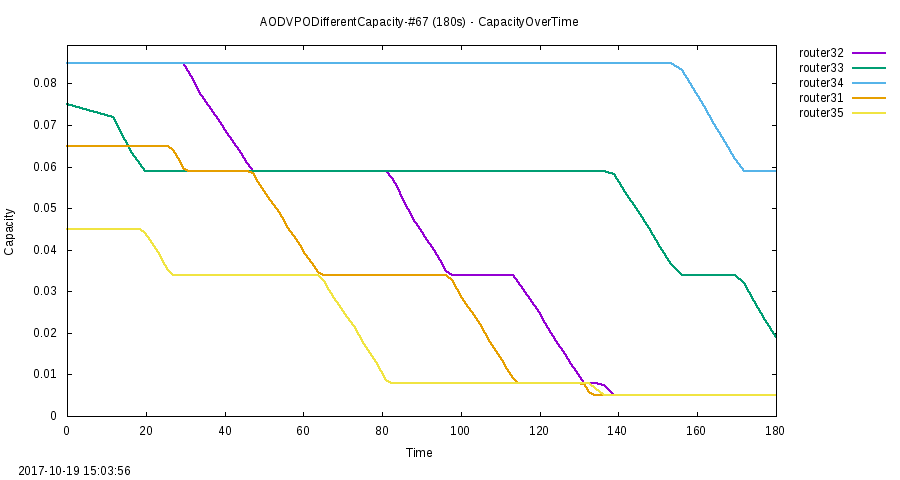 AODVPODifferentCapacity-#67 (180s) - CapacityOverTime
router32
router33
router34
router31
router35
0.08
0.07
0.06
0.05
0.04
0.03
0.02
0.01
0
Capacity
0 20 40 60 80 100 120 140 160 180
Time
2017-10-19 15:03:56